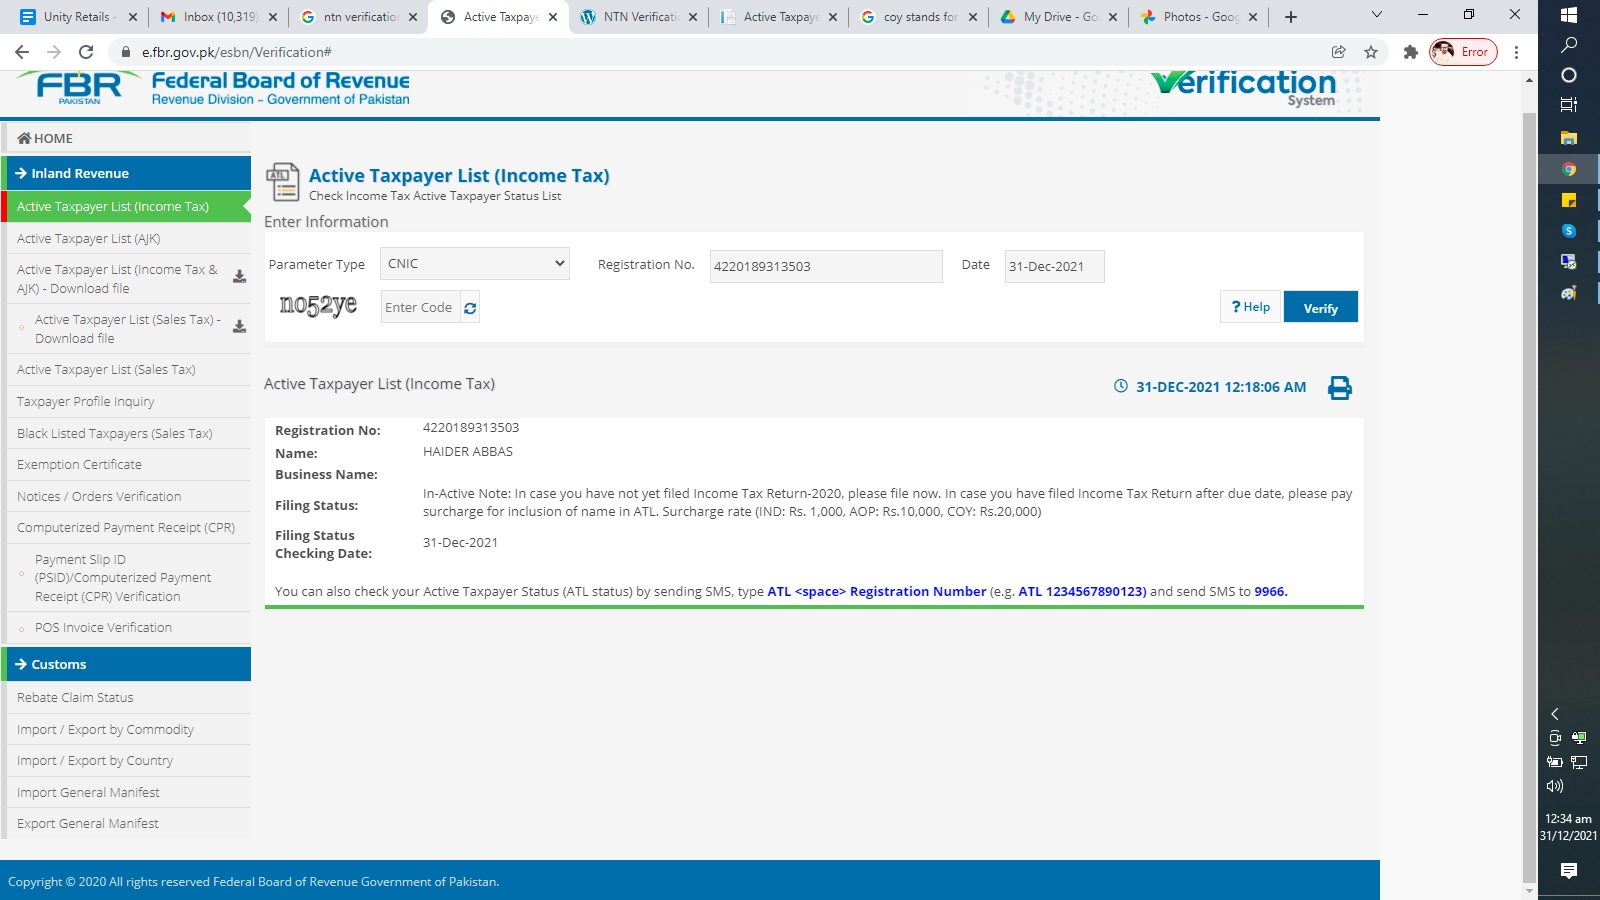 Unity Retails -
Inbox (10,319)
ntn verification
Active Taxpaye
NTN Verificati
Active Taxpaye
coy stands for
My Drive - Go
Photos - Goog
e.fbr.gov.pk/esbn/Verification#
Error
FBR
PAKISTAN
Federal Board of Revenue
Revenue Division – Government of Pakistan
Verification
System
HOME
Inland Revenue
Active Taxpayer List (Income Tax)
Active Taxpayer List (AJK)
Active Taxpayer List (Income Tax &
AJK) - Download file
Active Taxpayer List (Sales Tax) -
Download file
Active Taxpayer List (Sales Tax)
Taxpayer Profile Inquiry
Black Listed Taxpayers (Sales Tax)
Exemption Certificate
Notices / Orders Verification
Computerized Payment Receipt (CPR)
Payment Slip ID
(PSID)/Computerized Payment
Receipt (CPR) Verification
POS Invoice Verification
Customs
Rebate Claim Status
Import / Export by Commodity
Import / Export by Country
Import General Manifest
Export General Manifest
ATL
Active Taxpayer List (Income Tax)
Check Income Tax Active Taxpayer Status List
Enter Information
Parameter Type CNIC Registration No. 4220189313503 Date 31-Dec-2021
no52ye Enter Code ? Help Verify
Active Taxpayer List (Income Tax) 31-DEC-2021 12:18:06 AM
Registration No: 4220189313503
Name: HAIDER ABBAS
Business Name:
Filing Status: In-Active Note: In case you have not yet filed Income Tax Return-2020, please file now. In case you have filed Income Tax Return after due date, please pay
surcharge for inclusion of name in ATL. Surcharge rate (IND: Rs. 1,000, AOP: Rs.10,000, COY: Rs.20,000)
Filing Status
Checking Date: 31-Dec-2021
You can also check your Active Taxpayer Status (ATL status) by sending SMS, type ATL <space> Registration Number (e.g. ATL 1234567890123) and send SMS to 9966.
Copyright © 2020 All rights reserved Federal Board of Revenue Government of Pakistan.
12:34 am
31/12/2021